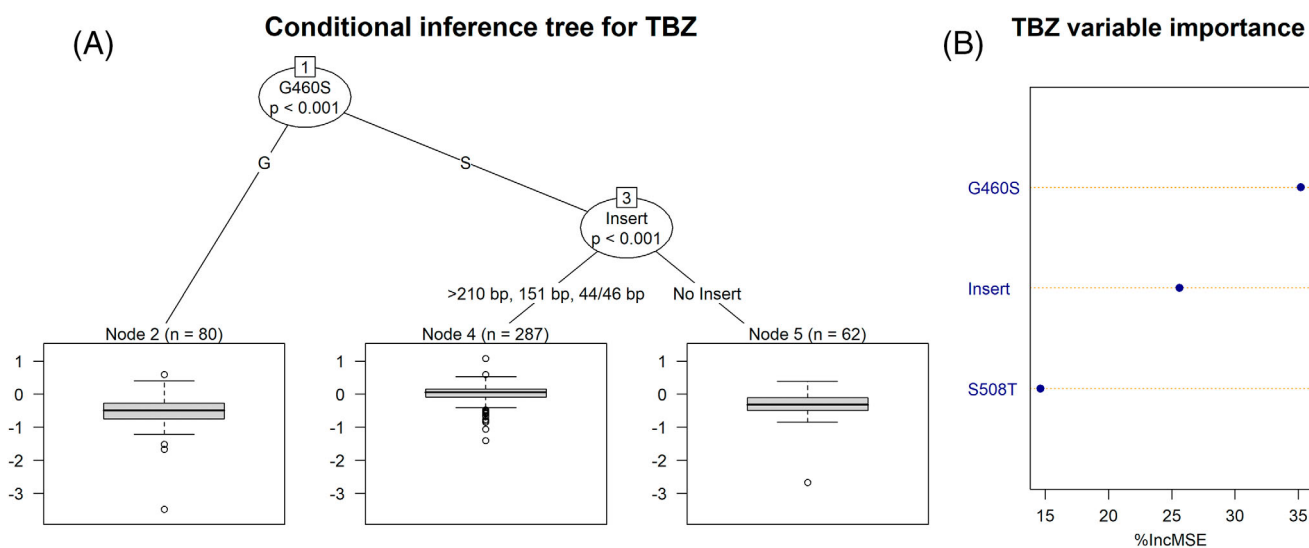 (A)
Conditional inference tree for TBZ
1
G460S
p < 0.001
G
S
3
Insert
p < 0.001
>210 bp, 151 bp, 44/46 bp
No Insert
Node 2 (n = 80)
1
0
-1
-2
-3
Node 4 (n = 287)
1
0
-1
-2
-3
Node 5 (n = 62)
1
0
-1
-2
-3
(B)
TBZ variable importance
G460S
Insert
S508T
15 20 25 30 35
%IncMSE